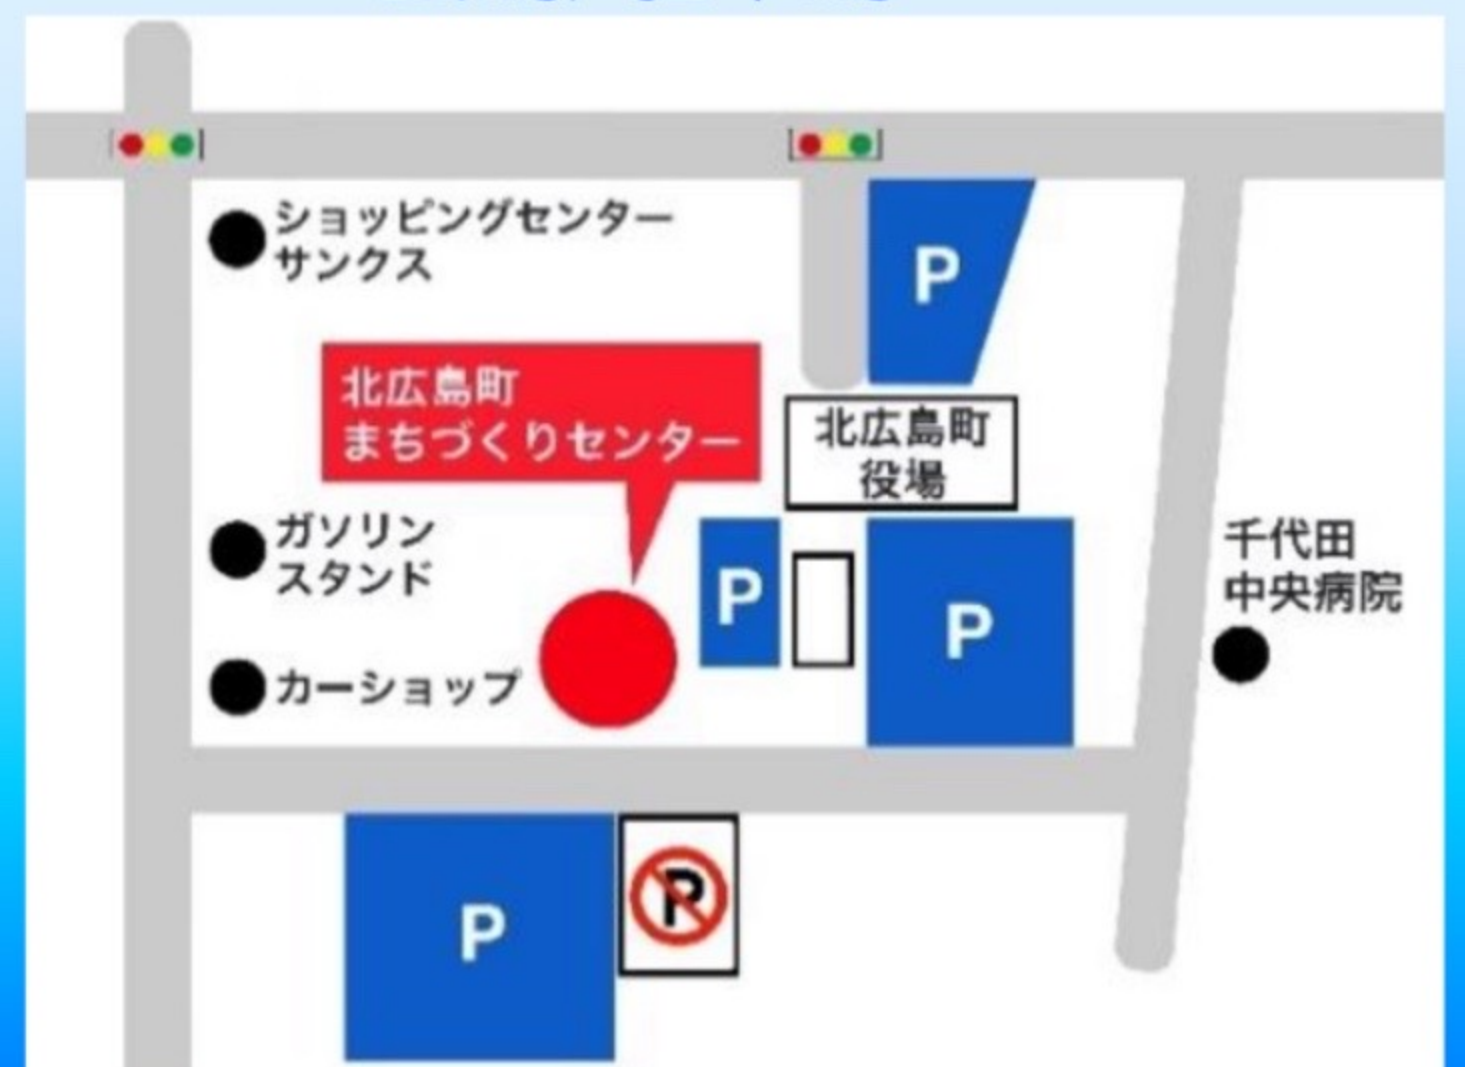 ショッピングセンター
サンクス
P
北広島町
まちづくりセンター
北広島町
役場
ガソリン
スタンド
P
P
千代田
中央病院
カーショップ
P
P